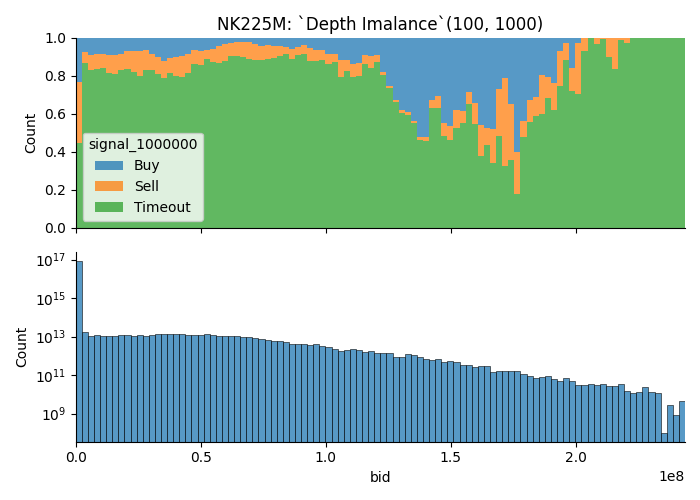 NK225M: `Depth Imalance`(100, 1000)
1.0
0.8
0.6
0.4
0.2
0.0
Count
signal_1000000
Buy
Sell
Timeout
10^17
10^15
10^13
10^11
10^9
Count
0.0 0.5 1.0 1.5 2.0
1e8
bid